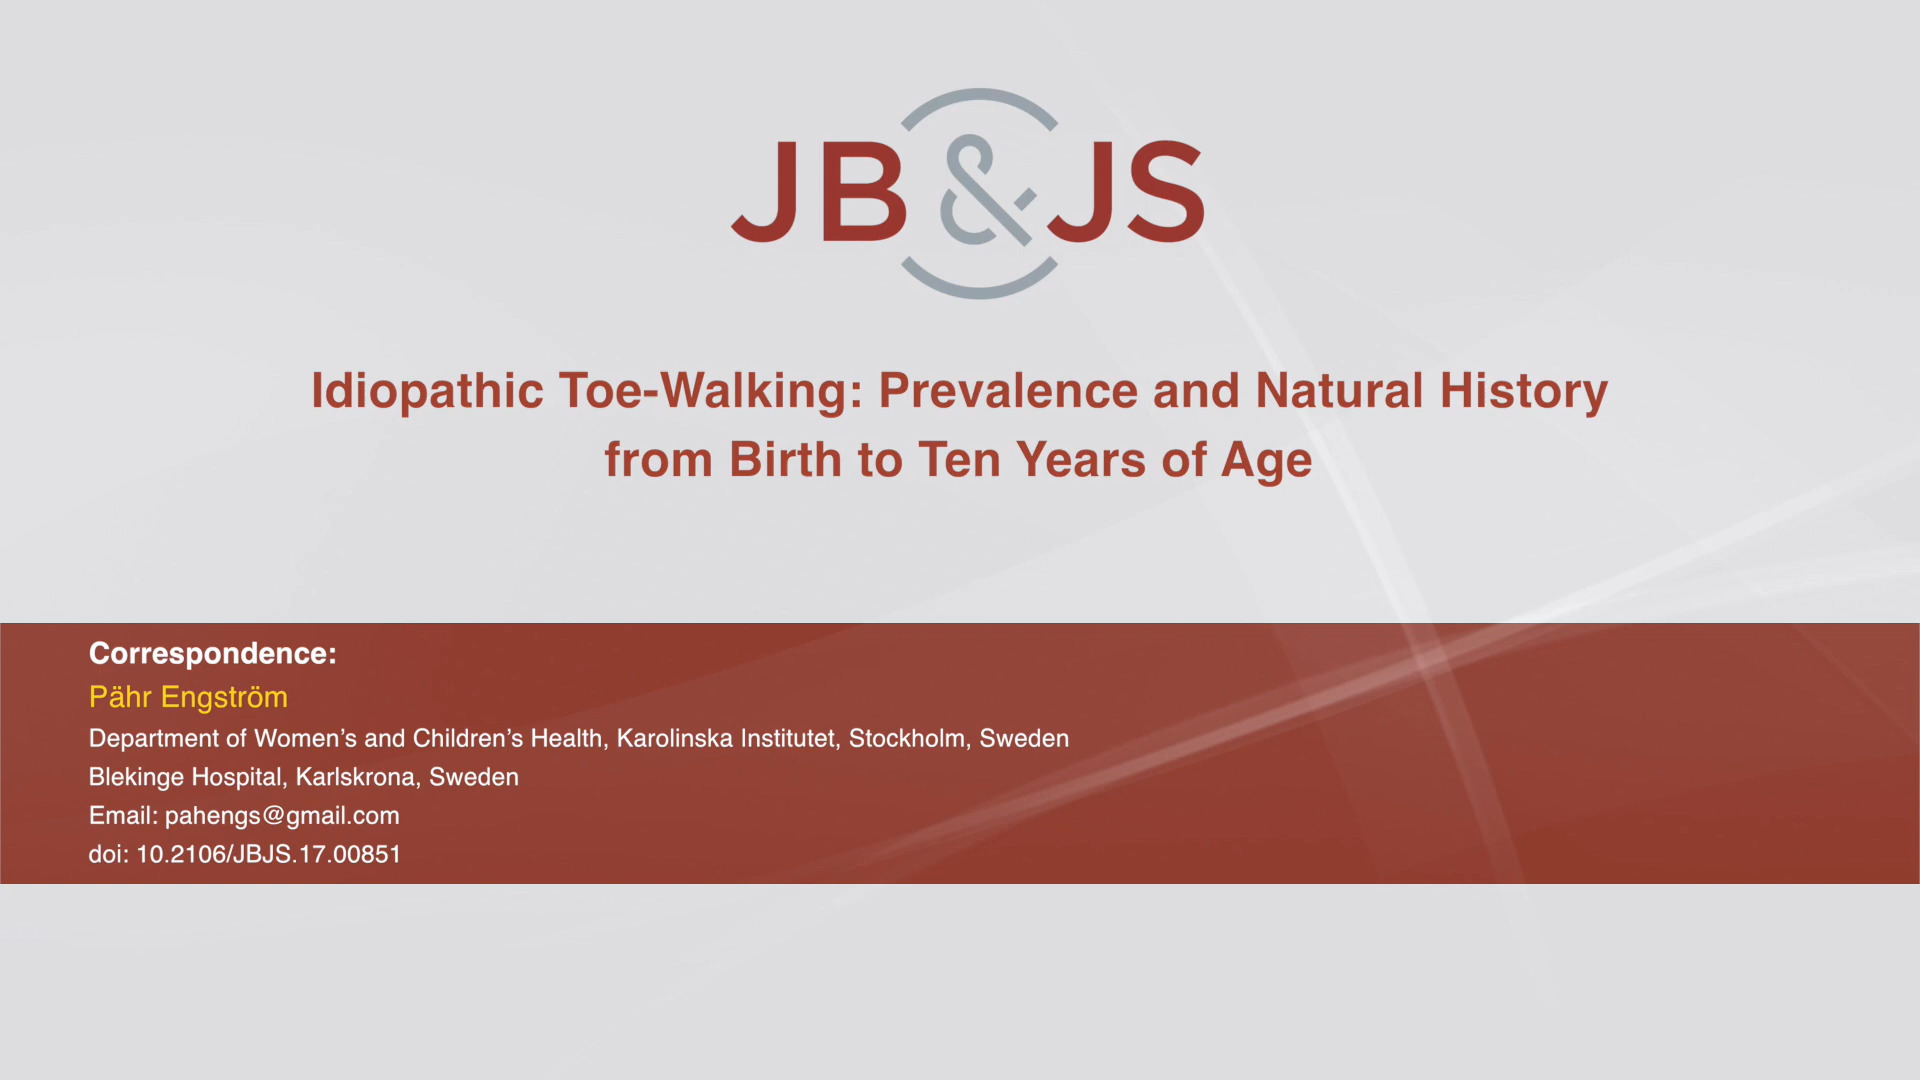 JB&JS
Idiopathic Toe-Walking: Prevalence and Natural History
from Birth to Ten Years of Age
Correspondence:
Pähr Engström
Department of Women’s and Children’s Health, Karolinska Institutet, Stockholm, Sweden
Blekinge Hospital, Karlskrona, Sweden
Email: pahengs@gmail.com
doi: 10.2106/JBJS.17.00851